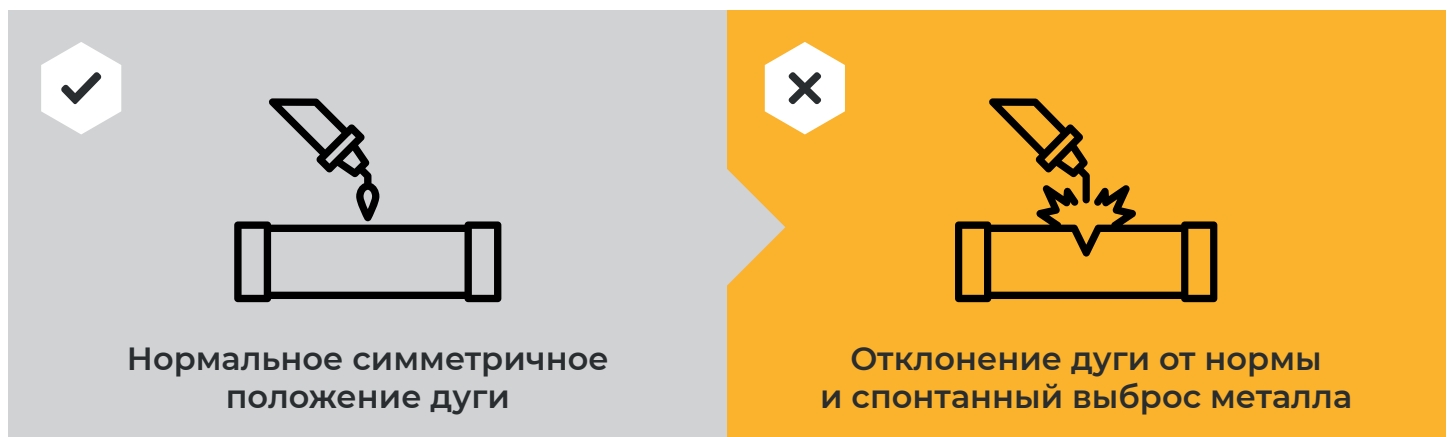 Нормальное симметричное
положение дуги
Отклонение дуги от нормы
и спонтанный выброс металла